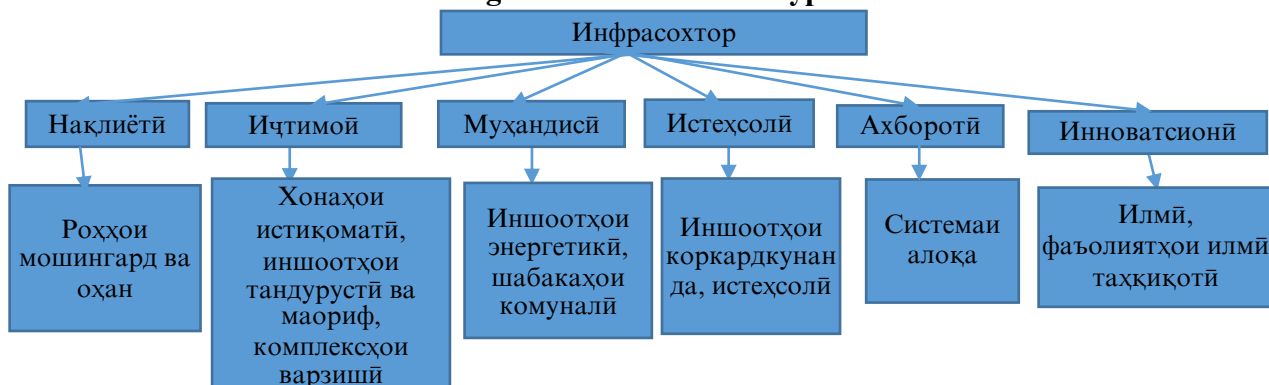 Инфрасохтор
Нақлиётӣ
Иҷтимоӣ
Муҳандисӣ
Истеҳсолӣ
Ахборотӣ
Инноватсионӣ
Роҳҳои
мошингард ва
оҳан
Хонаҳои
истиқоматӣ,
иншоотҳои
тандурустӣ ва
маориф,
комплексҳои
варзишӣ
Иншоотҳои
энергетикӣ,
шабакаҳои
комуналӣ
Иншоотҳои
коркардкунан
да, истеҳсолӣ
Системаи
алоқа
Илмӣ,
фаъолиятҳои илмӣ
таҳқиқотӣ